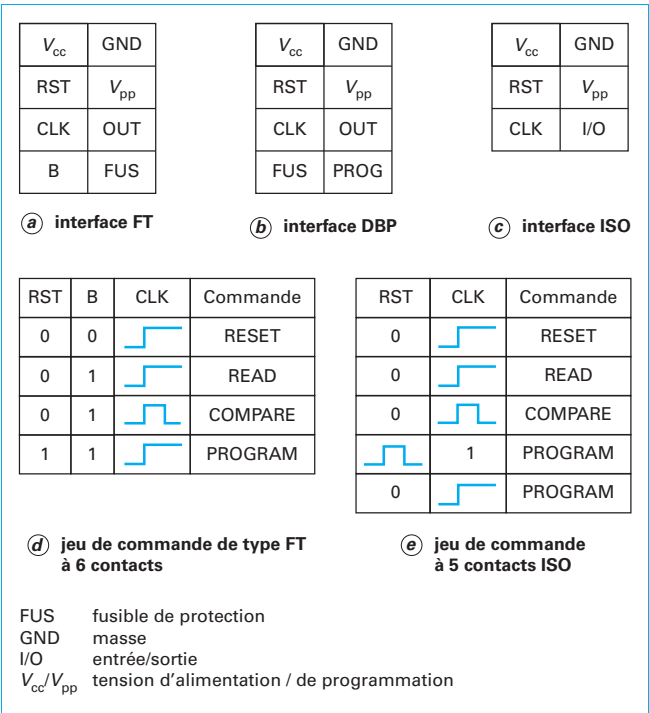 Vcc GND
RST Vpp
CLK OUT
B FUS
a interface FT
Vcc GND
RST Vpp
CLK OUT
FUS PROG
b interface DBP
Vcc GND
RST Vpp
CLK I/O
c interface ISO
RST B CLK Commande
0 0 RESET
0 1 READ
0 1 COMPARE
1 1 PROGRAM
d jeu de commande de type FT
à 6 contacts
RST CLK Commande
0 RESET
0 READ
0 COMPARE
1 PROGRAM
0 PROGRAM
e jeu de commande
à 5 contacts ISO
FUS fusible de protection
GND masse
I/O entrée/sortie
Vcc/Vpp tension d'alimentation / de programmation